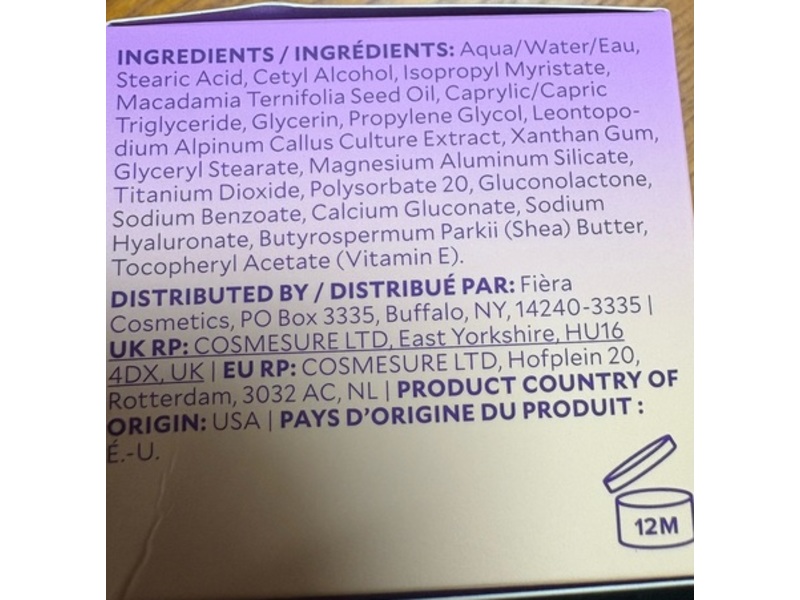 INGREDIENTS / INGRÉDIENTS: Aqua/Water/Eau,
Stearic Acid, Cetyl Alcohol, Isopropyl Myristate,
Macadamia Ternifolia Seed Oil, Caprylic/Capric
Triglyceride, Glycerin, Propylene Glycol, Leontopo-
dium Alpinum Callus Culture Extract, Xanthan Gum,
Glyceryl Stearate, Magnesium Aluminum Silicate,
Titanium Dioxide, Polysorbate 20, Gluconolactone,
Sodium Benzoate, Calcium Gluconate, Sodium
Hyaluronate, Butyrospermum Parkii (Shea) Butter,
Tocopheryl Acetate (Vitamin E).
DISTRIBUTED BY / DISTRIBUÉ PAR: Fièra
Cosmetics, PO Box 3335, Buffalo, NY, 14240-3335 |
UK RP: COSMESURE LTD, East Yorkshire, HU16
4DX, UK | EU RP: COSMESURE LTD, Hofplein 20,
Rotterdam, 3032 AC, NL | PRODUCT COUNTRY OF
ORIGIN: USA | PAYS D'ORIGINE DU PRODUIT :
É.-U.
12M